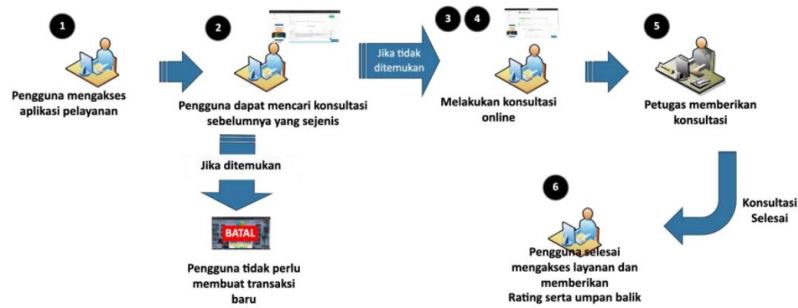 1
Pengguna mengakses
aplikasi pelayanan
2
Pengguna dapat mencari konsultasi
sebelumnya yang sejenis
Jika tidak
ditemukan
3 4
Melakukan konsultasi
online
5
Petugas memberikan
konsultasi
Jika ditemukan
BATAL
Pengguna tidak perlu
membuat transaksi
baru
Konsultasi
Selesai
6
Pengguna selesai
mengakses layanan dan
memberikan
Rating serta umpan balik